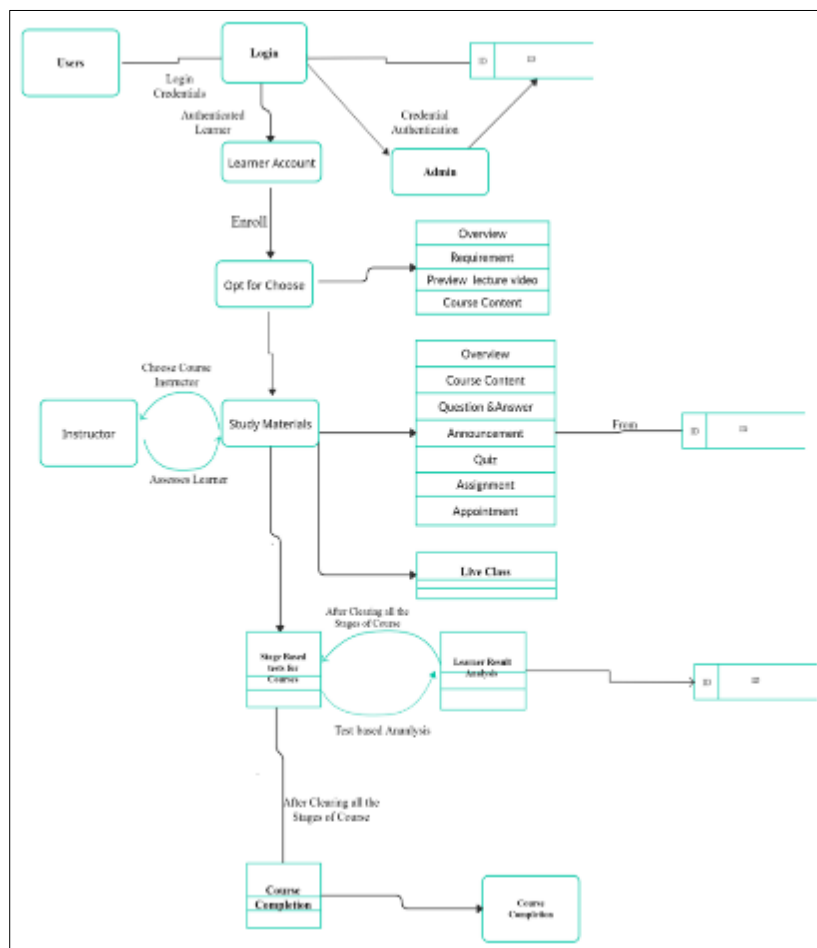 Users
Login
ID
Login
Credentials
Authenticated
Learner
Credential
Authentication
Learner Account
Admin
Enroll
Overview
Requirement
Preview lecture video
Course Content
Opt for Choose
Overview
Course Content
Question &Answer
Announcement
Quiz
Assignment
Appointment
Choose Course
Instructor
Instructor
Study Materials
Assesses Learner
From
ID
Live Class
After Clearing all the
Stages of Course
Stage Based
tests for
Courses
Learner Result
Analysis
ID
Test based Ananlysis
After Clearing all the
Stages of Course
Course
Completion
Course
Completion